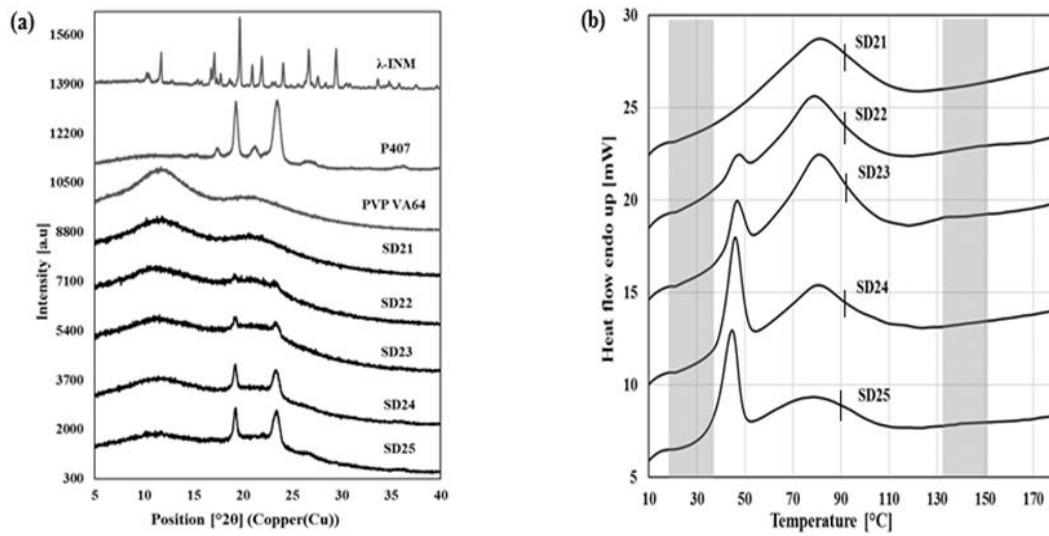 (a)
15600
13900
12200
10500
8800
7100
5400
3700
2000
300
Intensity [a.u]
λ-INM
P407
PVP VA64
SD21
SD22
SD23
SD24
SD25
5 10 15 20 25 30 35 40
Position [°2θ] (Copper(Cu))
(b)
30
25
20
15
10
5
Heat flow endo up [mW]
SD21
SD22
SD23
SD24
SD25
10 30 50 70 90 110 130 150 170
Temperature [°C]